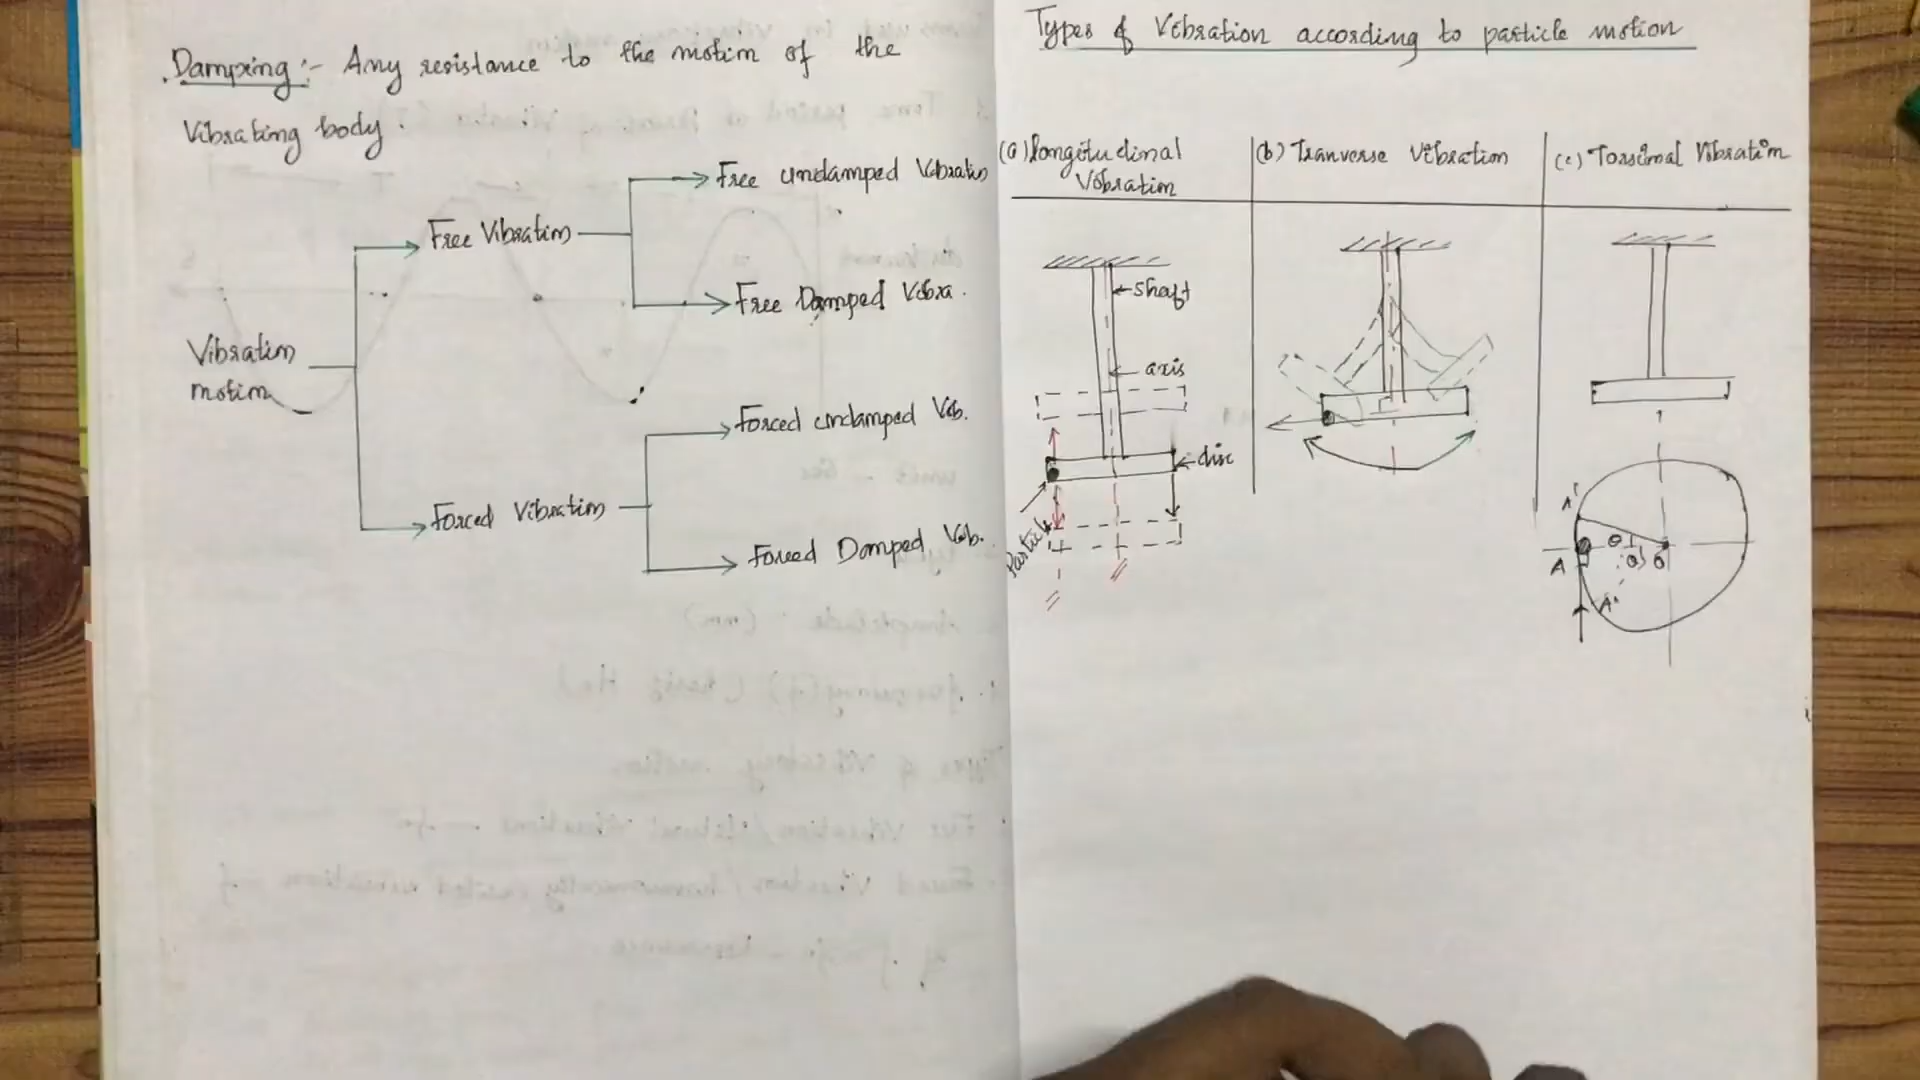 Damping :- Any resistance to the motion of the
Vibrating body.
Vibration
motion
Free Vibration
Free undamped Vibration
Free Damped Vibra.
Forced Vibration
Forced undamped Vib.
Forced Damped Vib.
Types of Vibration according to particle motion
(a) Longitudinal
Vibration
(b) Tranverse Vibration
(c) Torsional Vibration
shaft
axis
disc
Particle
A'
A
A"
θ
θ